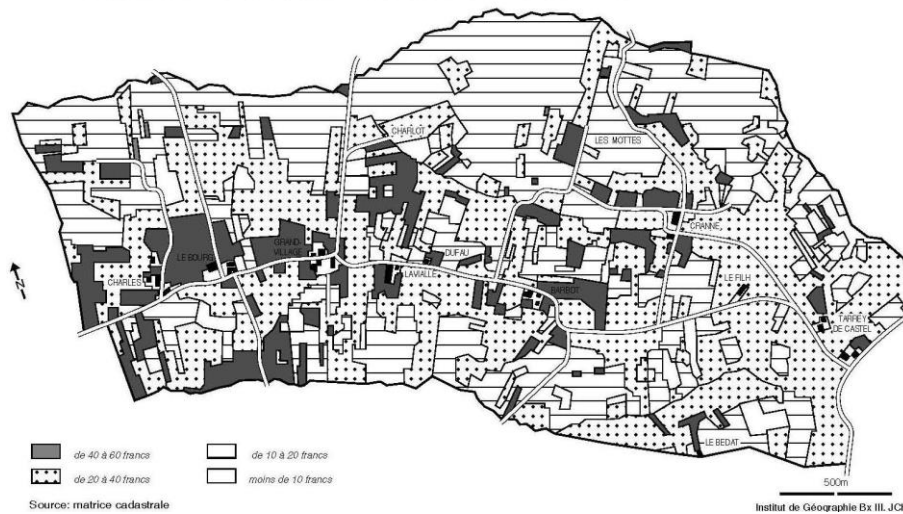 CHARLOT
LES MOTTES
CRANNE
LE BOURG
GRAND
VILLAGE
DUFAU
LAVIALLE
CHARLES
BARBOT
LE FILH
TARREY
DE CASTEL
LE BEDAT
N
de 40 à 60 francs
de 10 à 20 francs
de 20 à 40 francs
moins de 10 francs
500m
Source: matrice cadastrale
Institut de Géographie Bx III. JCI